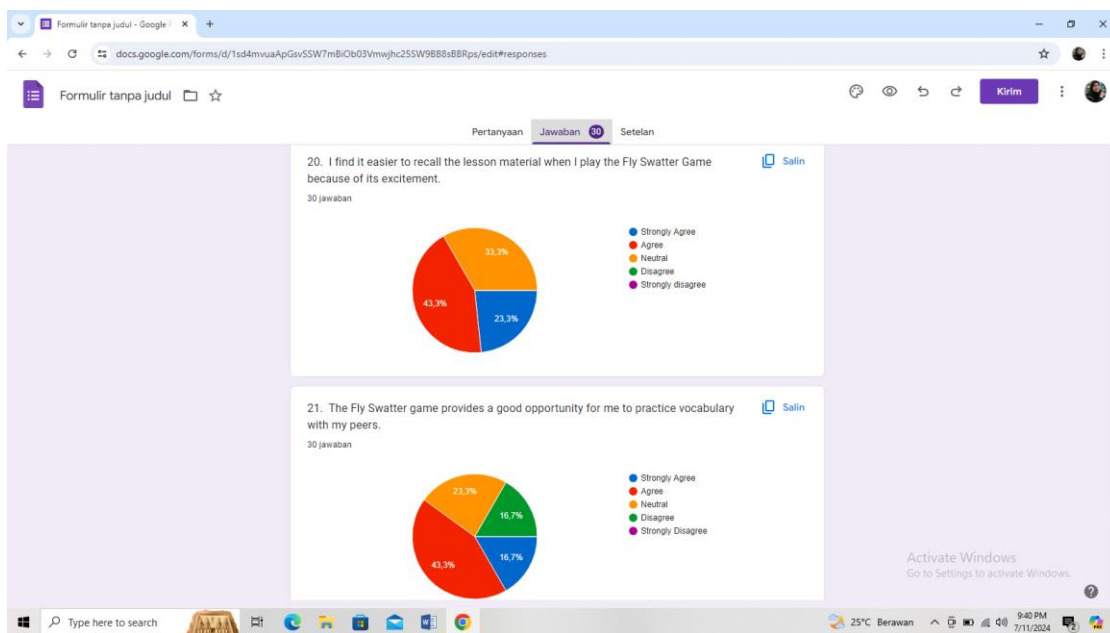 Formulir tanpa judul - Google F
docs.google.com/forms/d/1sd4mvuaApGsvSSW7mBiOb03Vmwjhc25SW9BB8sBBRps/edit#responses
Formulir tanpa judul
Kirim
Pertanyaan Jawaban 30 Setelan
20. I find it easier to recall the lesson material when I play the Fly Swatter Game
because of its excitement.
Salin
30 jawaban
Strongly Agree
Agree
Neutral
Disagree
Strongly disagree
33,3%
43,3%
23,3%
21. The Fly Swatter game provides a good opportunity for me to practice vocabulary
with my peers.
Salin
30 jawaban
Strongly Agree
Agree
Neutral
Disagree
Strongly Disagree
23,3%
16,7%
43,3%
16,7%
Activate Windows
Go to Settings to activate Windows.
Type here to search
25°C Berawan
9:40 PM
7/11/2024
2